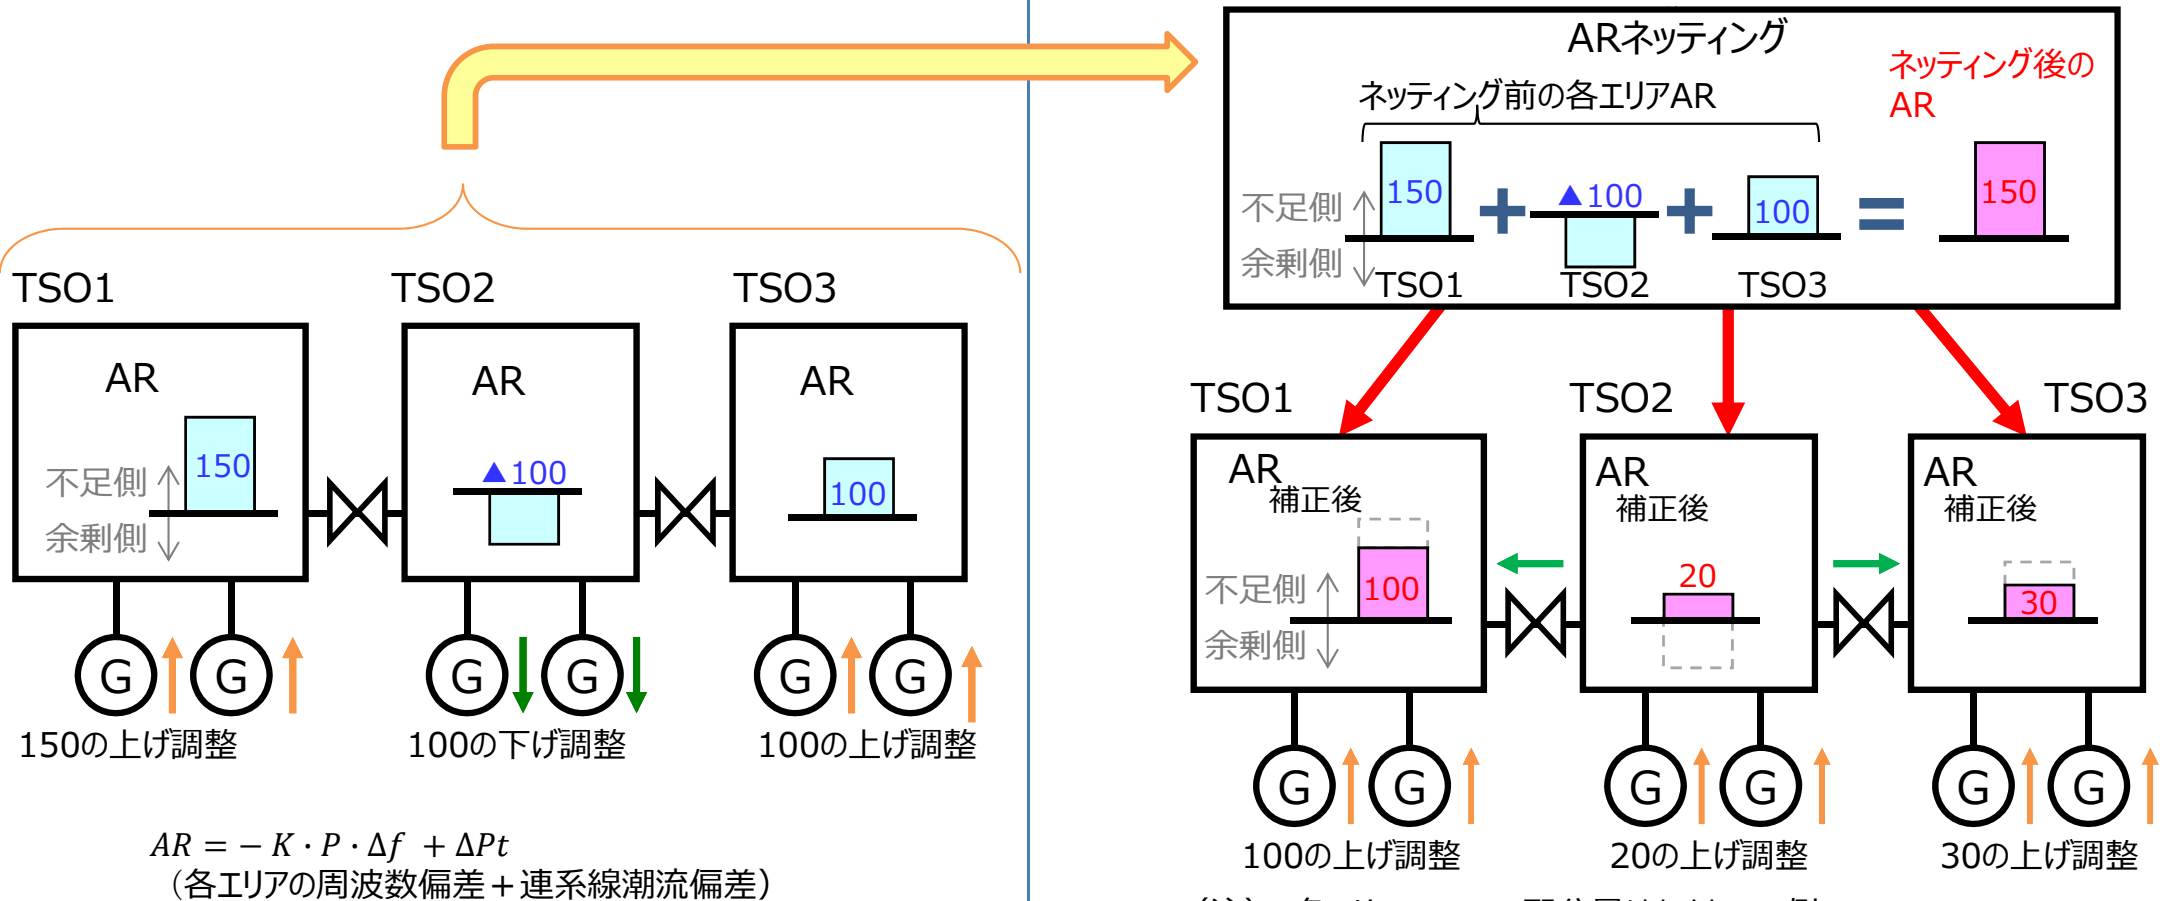 TSO1
TSO2
TSO3
AR
AR
AR
不足側
余剰側
150
▲100
100
G
G
G
G
G
G
150の上げ調整
100の下げ調整
100の上げ調整
AR = − K · P · Δf + ΔPt
（各エリアの周波数偏差＋連系線潮流偏差）
ARネッティング
ネッティング前の各エリアAR
ネッティング後の
AR
不足側
余剰側
150
+
▲100
+
100
=
150
TSO1
TSO2
TSO3
TSO1
TSO2
TSO3
AR
補正後
AR
補正後
AR
補正後
不足側
余剰側
100
20
30
G
G
G
G
G
G
100の上げ調整
20の上げ調整
30の上げ調整